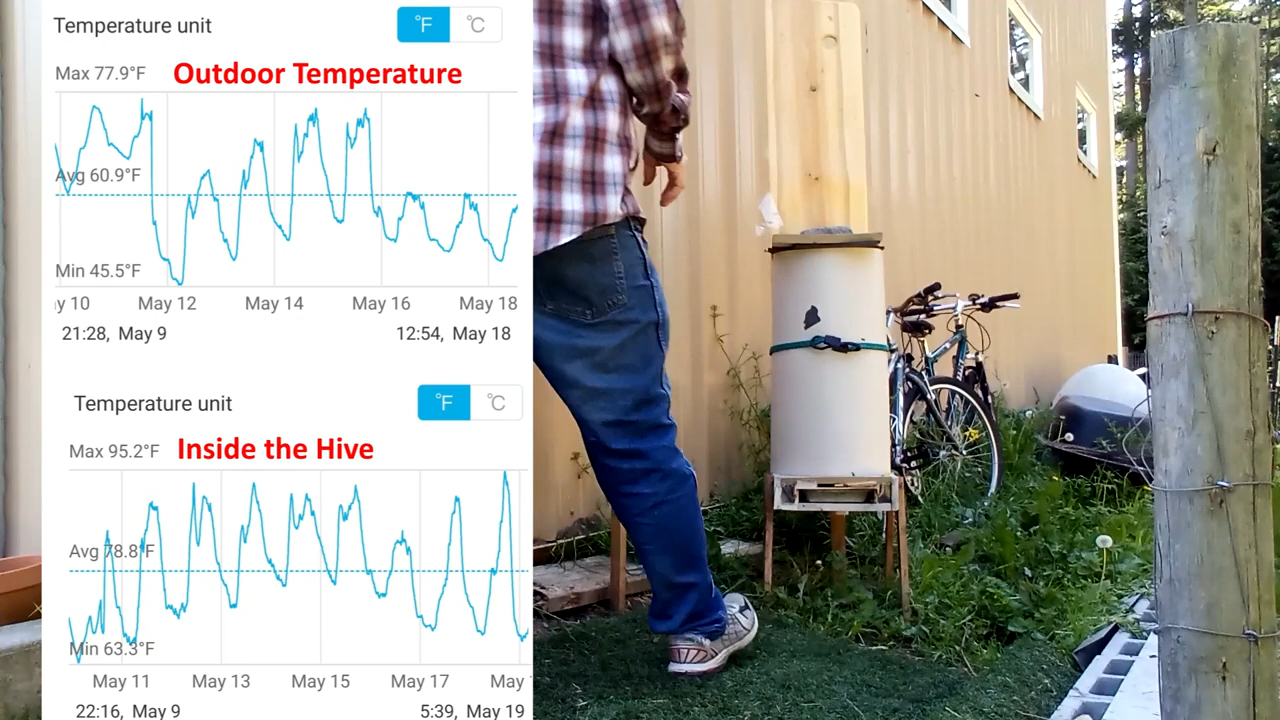 Temperature unit °F °C
Max 77.9°F Outdoor Temperature
Avg 60.9°F
Min 45.5°F
y 10 May 12 May 14 May 16 May 18
21:28, May 9 12:54, May 18
Temperature unit °F °C
Max 95.2°F Inside the Hive
Avg 78.8°F
Min 63.3°F
May 11 May 13 May 15 May 17 May
22:16, May 9 5:39, May 19